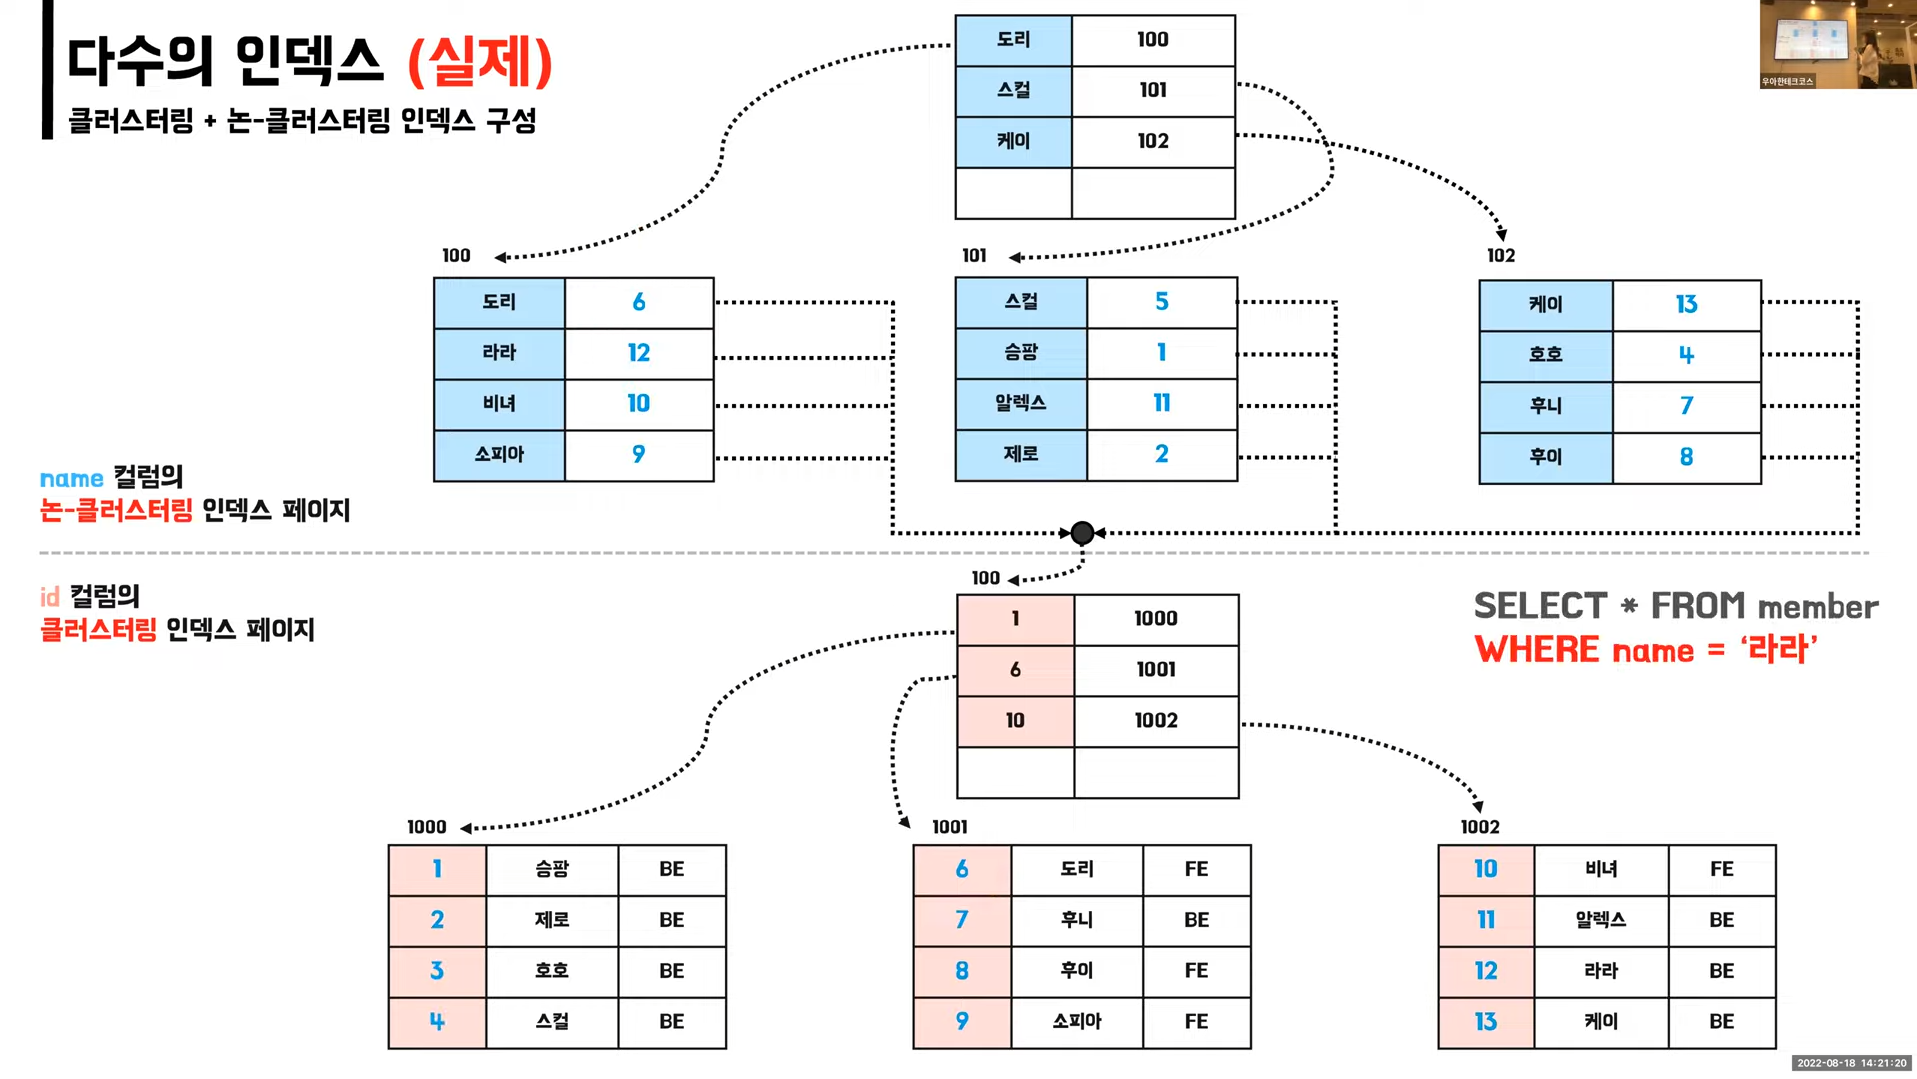 다수의 인덱스 (실제)
클러스터링 + 논-클러스터링 인덱스 구성
우아한테크코스
도리 100
스컬 101
케이 102
100
도리 6
라라 12
비녀 10
소피아 9
101
스컬 5
승팡 1
알렉스 11
제로 2
102
케이 13
호호 4
후니 7
후이 8
name 컬럼의
논-클러스터링 인덱스 페이지
id 컬럼의
클러스터링 인덱스 페이지
100
1 1000
6 1001
10 1002
SELECT * FROM member
WHERE name = ‘라라’
1000
1 승팡 BE
2 제로 BE
3 호호 BE
4 스컬 BE
1001
6 도리 FE
7 후니 BE
8 후이 FE
9 소피아 FE
1002
10 비녀 FE
11 알렉스 BE
12 라라 BE
13 케이 BE
2022-08-18 14:21:20